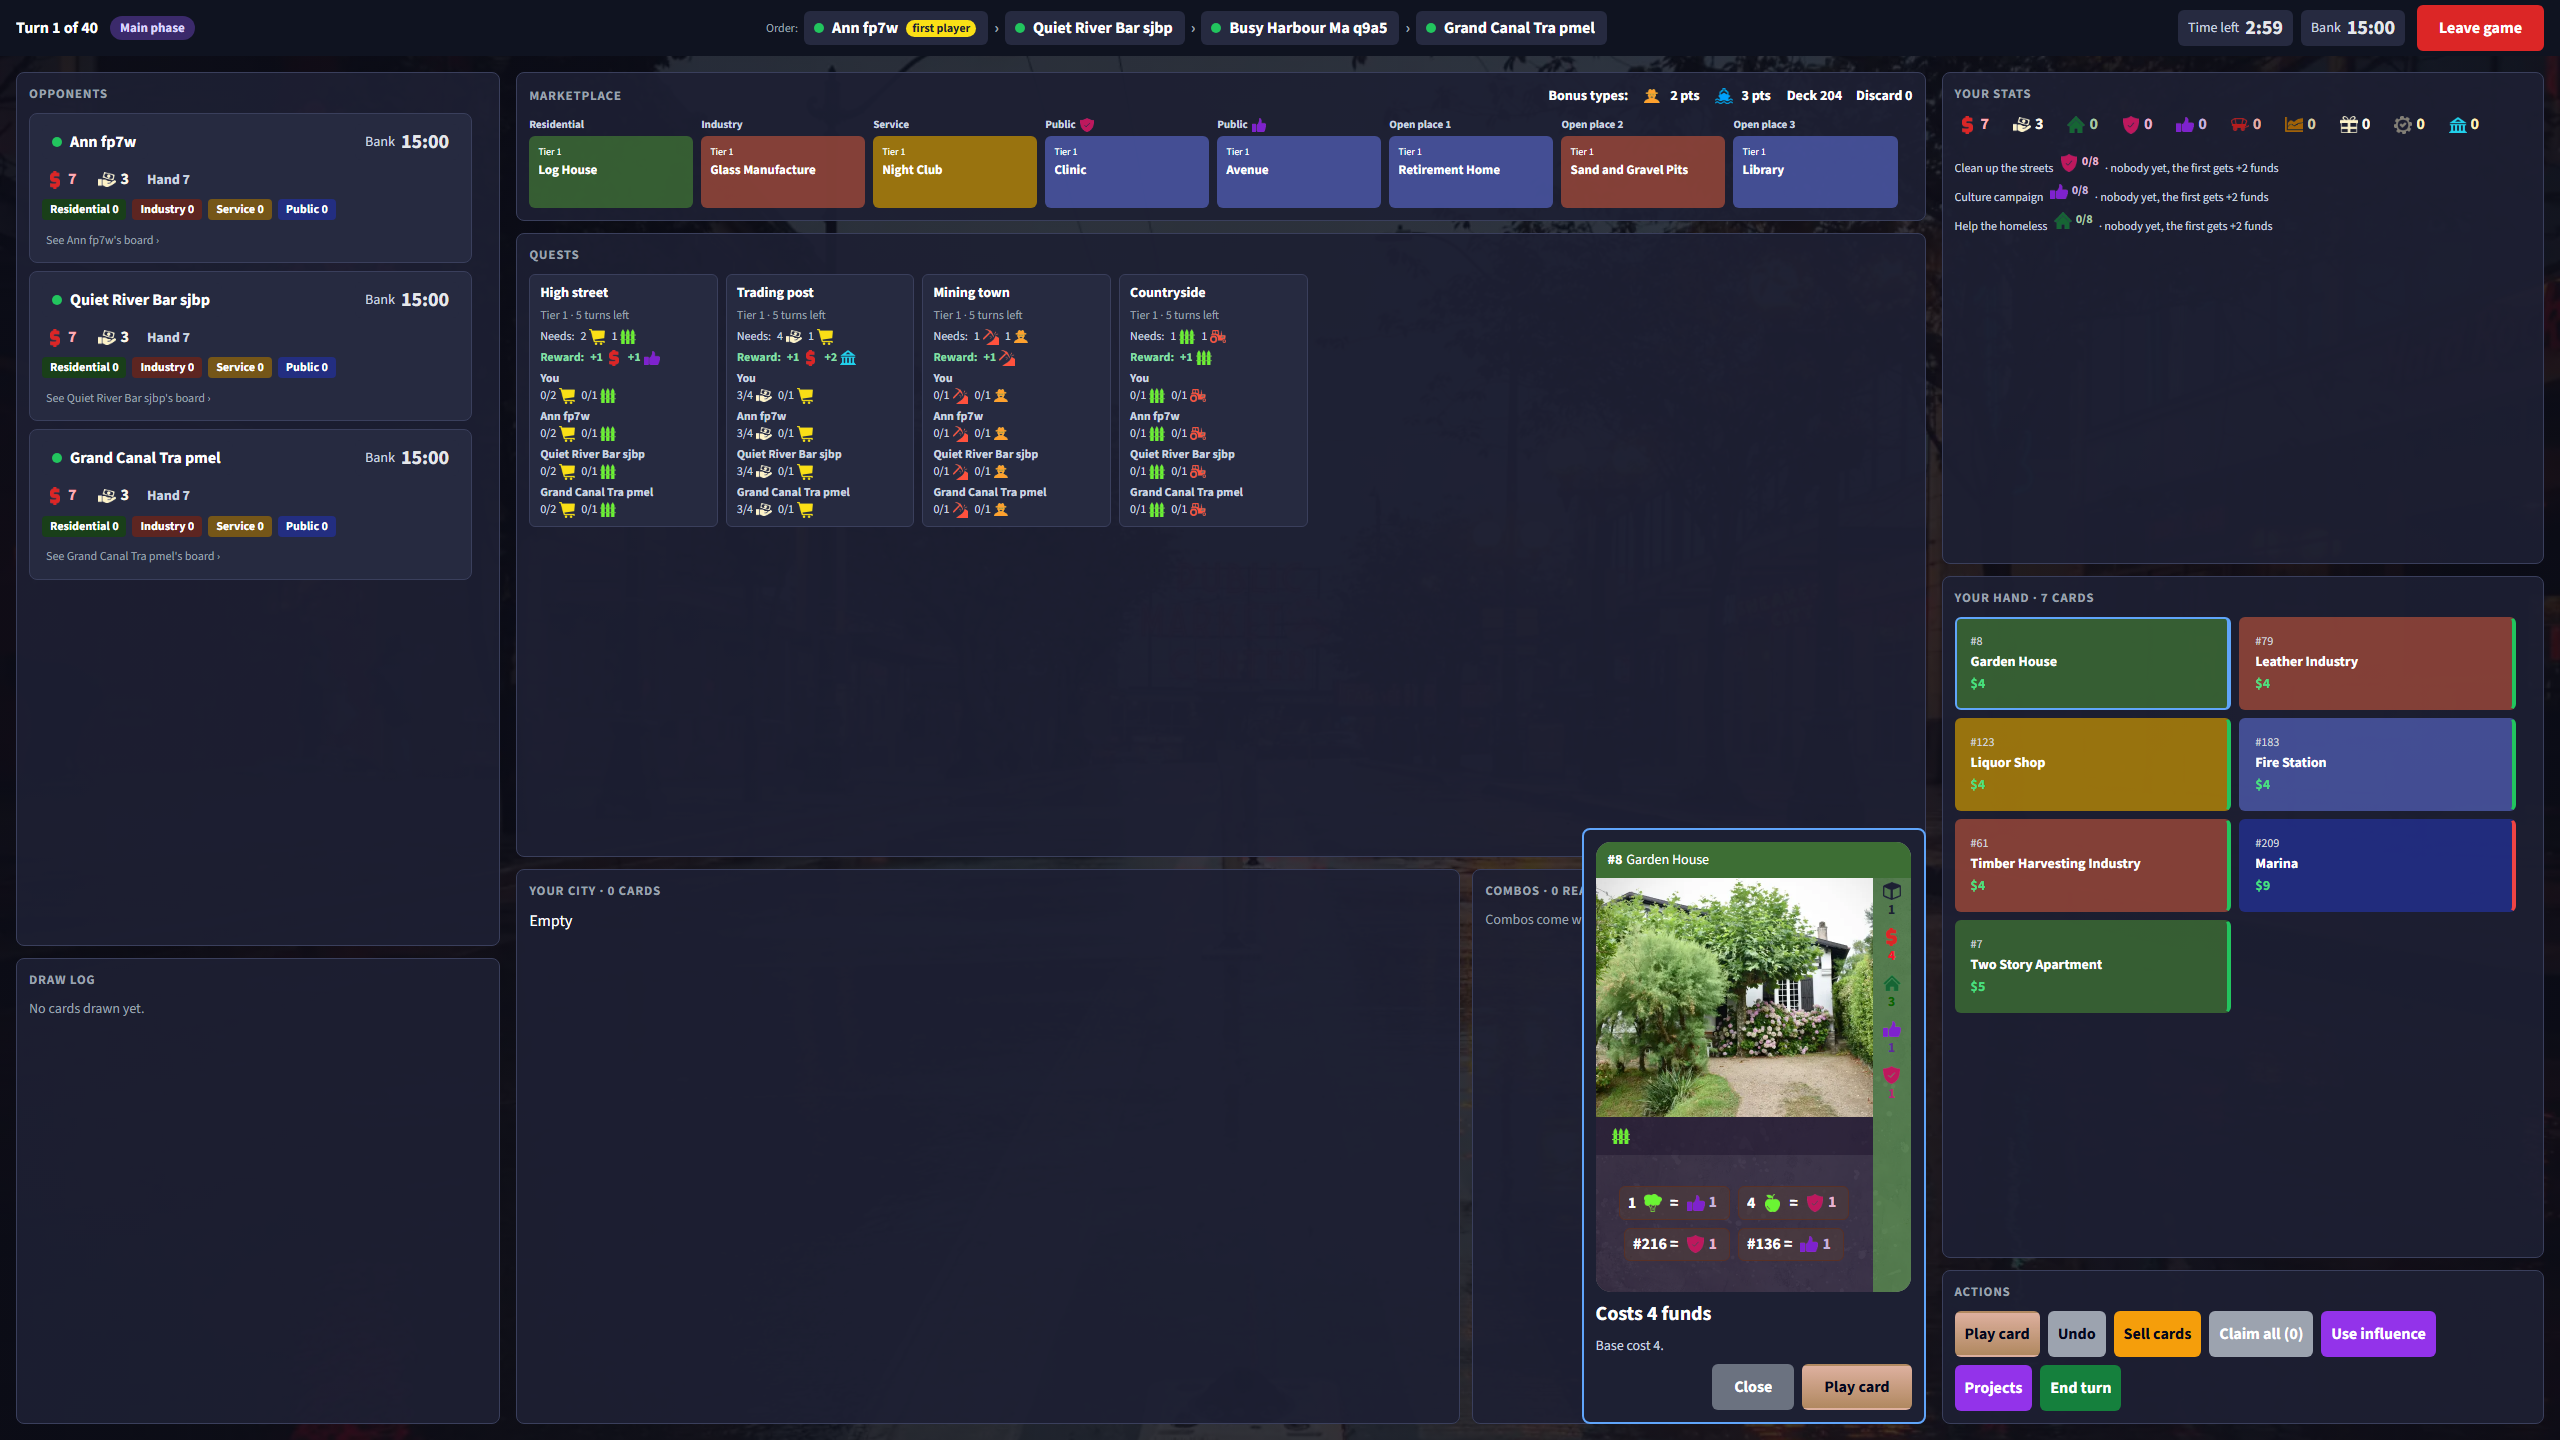 Turn 1 of 40
Main phase
Order:
Ann fp7w first player › Quiet River Bar sjbp › Busy Harbour Ma q9a5 › Grand Canal Tra pmel
Time left 2:59
Bank 15:00
Leave game
OPPONENTS
Ann fp7w
Bank 15:00
7 3 Hand 7
Residential 0 Industry 0 Service 0 Public 0
See Ann fp7w's board ›
Quiet River Bar sjbp
Bank 15:00
7 3 Hand 7
Residential 0 Industry 0 Service 0 Public 0
See Quiet River Bar sjbp's board ›
Grand Canal Tra pmel
Bank 15:00
7 3 Hand 7
Residential 0 Industry 0 Service 0 Public 0
See Grand Canal Tra pmel's board ›
DRAW LOG
No cards drawn yet.
MARKETPLACE
Bonus types: 2 pts 3 pts Deck 204 Discard 0
Residential
Tier 1
Log House
Industry
Tier 1
Glass Manufacture
Service
Tier 1
Night Club
Public
Tier 1
Clinic
Public
Tier 1
Avenue
Open place 1
Tier 1
Retirement Home
Open place 2
Tier 1
Sand and Gravel Pits
Open place 3
Tier 1
Library
QUESTS
High street
Tier 1 · 5 turns left
Needs: 2 1
Reward: +1 +1
You
0/2 0/1
Ann fp7w
0/2 0/1
Quiet River Bar sjbp
0/2 0/1
Grand Canal Tra pmel
0/2 0/1
Trading post
Tier 1 · 5 turns left
Needs: 4 1
Reward: +1 +2
You
3/4 0/1
Ann fp7w
3/4 0/1
Quiet River Bar sjbp
3/4 0/1
Grand Canal Tra pmel
3/4 0/1
Mining town
Tier 1 · 5 turns left
Needs: 1 1
Reward: +1
You
0/1 0/1
Ann fp7w
0/1 0/1
Quiet River Bar sjbp
0/1 0/1
Grand Canal Tra pmel
0/1 0/1
Countryside
Tier 1 · 5 turns left
Needs: 1 1
Reward: +1
You
0/1 0/1
Ann fp7w
0/1 0/1
Quiet River Bar sjbp
0/1 0/1
Grand Canal Tra pmel
0/1 0/1
YOUR CITY · 0 CARDS
Empty
COMBOS · 0 REA
Combos come w
#8 Garden House
1
4
3
1
1
1 = 1 4 = 1
#216 = 1 #136 = 1
Costs 4 funds
Base cost 4.
Close
Play card
YOUR STATS
7 3 0 0 0 0 0 0 0 0
Clean up the streets 0/8 · nobody yet, the first gets +2 funds
Culture campaign 0/8 · nobody yet, the first gets +2 funds
Help the homeless 0/8 · nobody yet, the first gets +2 funds
YOUR HAND · 7 CARDS
#8
Garden House
$4
#79
Leather Industry
$4
#123
Liquor Shop
$4
#183
Fire Station
$4
#61
Timber Harvesting Industry
$4
#209
Marina
$9
#7
Two Story Apartment
$5
ACTIONS
Play card
Undo
Sell cards
Claim all (0)
Use influence
Projects
End turn